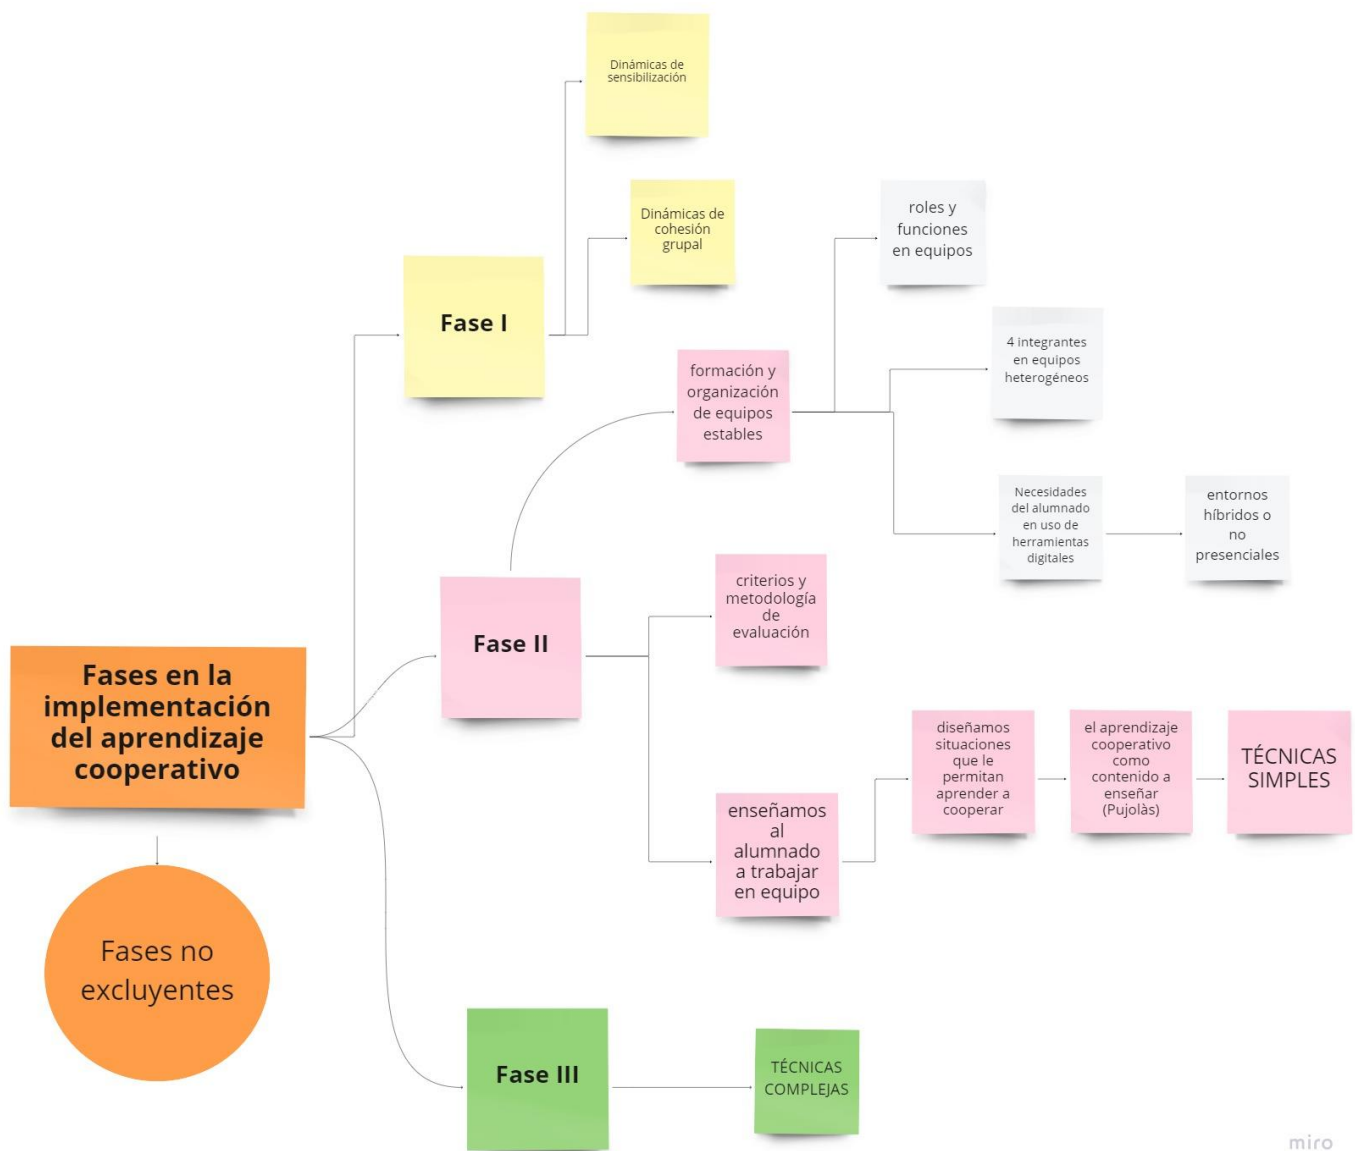 Dinámicas de
sensibilización
Dinámicas de
cohesión
grupal
roles y
funciones
en equipos
Fase I
4 integrantes
en equipos
heterogéneos
formación y
organización
de equipos
estables
Necesidades
del alumnado
en uso de
herramientas
digitales
entornos
híbridos o
no
presenciales
criterios y
metodología
de
evaluación
Fase II
Fases en la
implementación
del aprendizaje
cooperativo
diseñamos
situaciones
que le
permitan
aprender a
cooperar
el aprendizaje
cooperativo
como
contenido a
enseñar
(Pujolàs)
TÉCNICAS
SIMPLES
enseñamos
al
alumnado
a trabajar
en equipo
Fases no
excluyentes
Fase III
TÉCNICAS
COMPLEJAS
miro